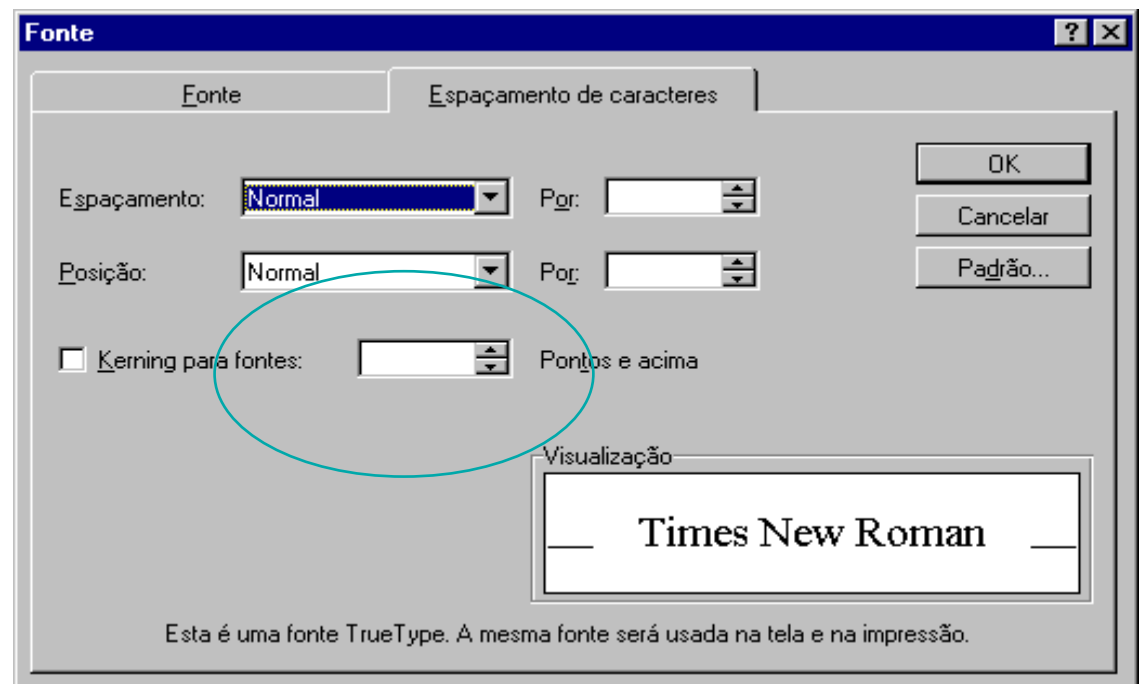 Fonte
Fonte Espaçamento de caracteres
OK
Espaçamento: Normal Por:
Cancelar
Posição: Normal Por: Padrão...
Kerning para fontes: Pontos e acima
Visualização
Times New Roman
Esta é uma fonte TrueType. A mesma fonte será usada na tela e na impressão.